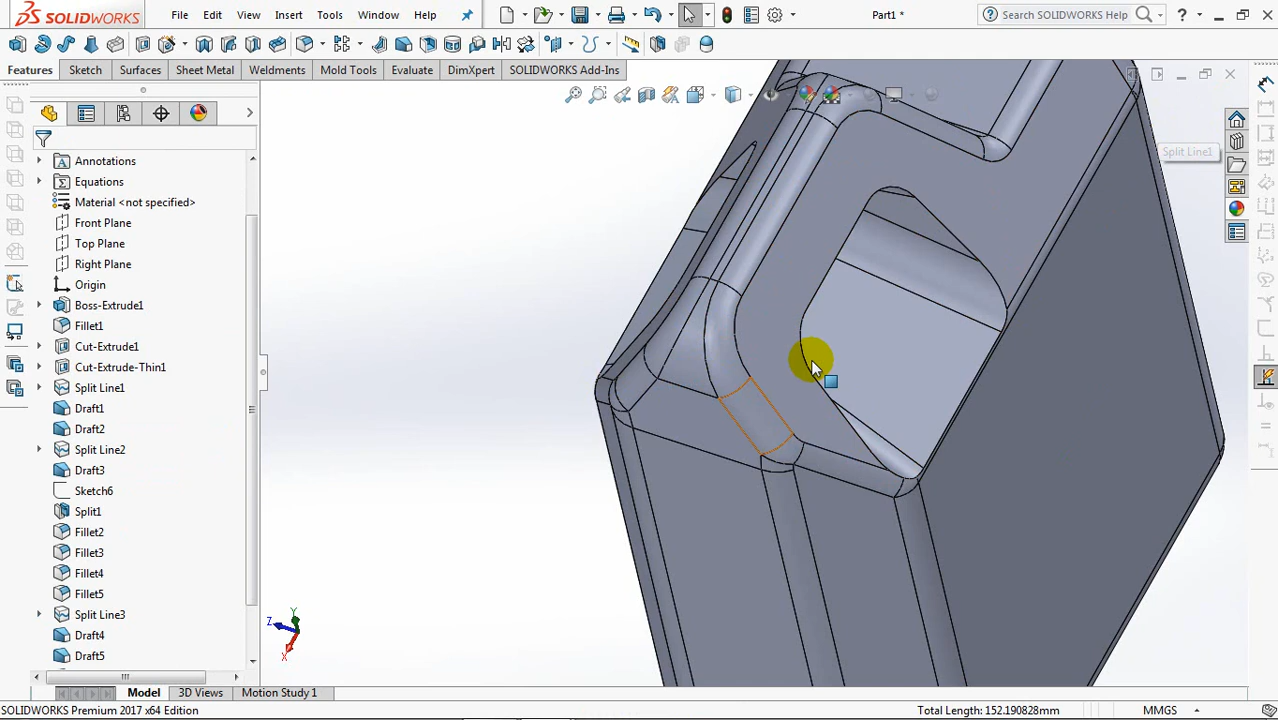 SOLIDWORKS File Edit View Insert Tools Window Help Part1 * Search SOLIDWORKS Help
Features Sketch Surfaces Sheet Metal Weldments Mold Tools Evaluate DimXpert SOLIDWORKS Add-Ins
Split Line1
Annotations
Equations
Material <not specified>
Front Plane
Top Plane
Right Plane
Origin
Boss-Extrude1
Fillet1
Cut-Extrude1
Cut-Extrude-Thin1
Split Line1
Draft1
Draft2
Split Line2
Draft3
Sketch6
Split1
Fillet2
Fillet3
Fillet4
Fillet5
Split Line3
Draft4
Draft5
Y
Z
X
Model 3D Views Motion Study 1
SOLIDWORKS Premium 2017 x64 Edition Total Length: 152.190828mm MMGS